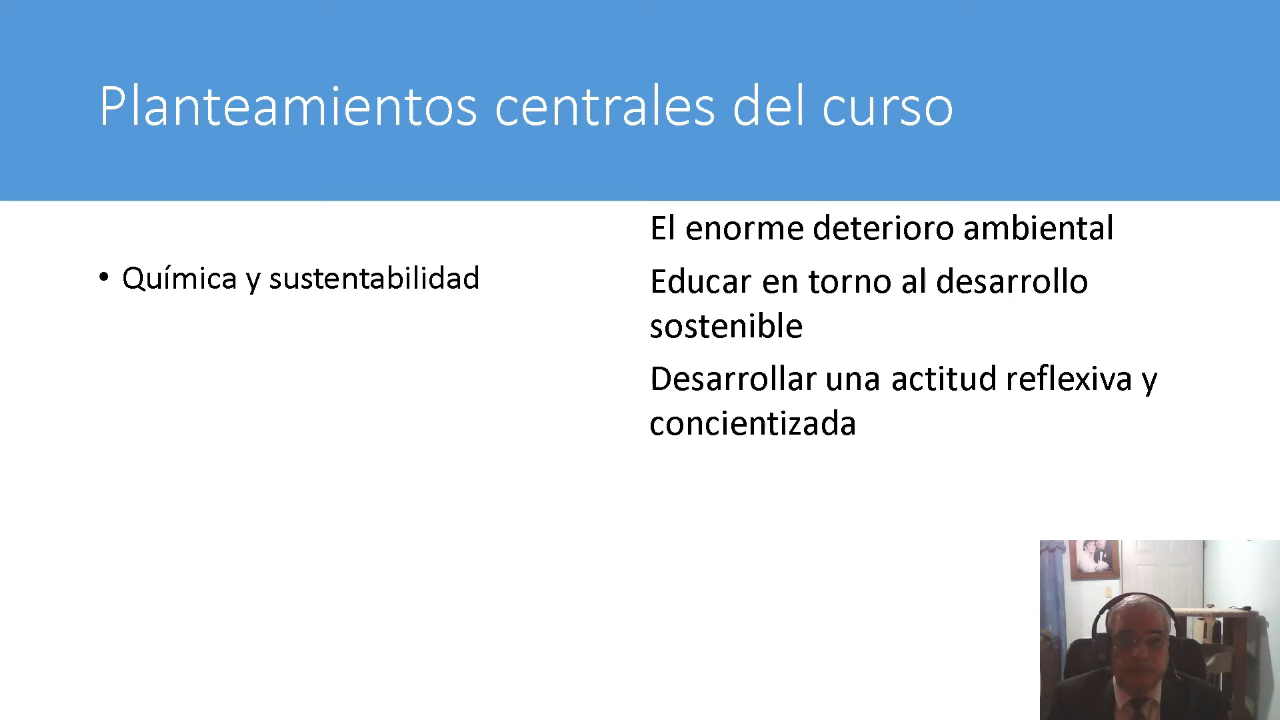 Planteamientos centrales del curso
• Química y sustentabilidad
El enorme deterioro ambiental
Educar en torno al desarrollo
sostenible
Desarrollar una actitud reflexiva y
concientizada